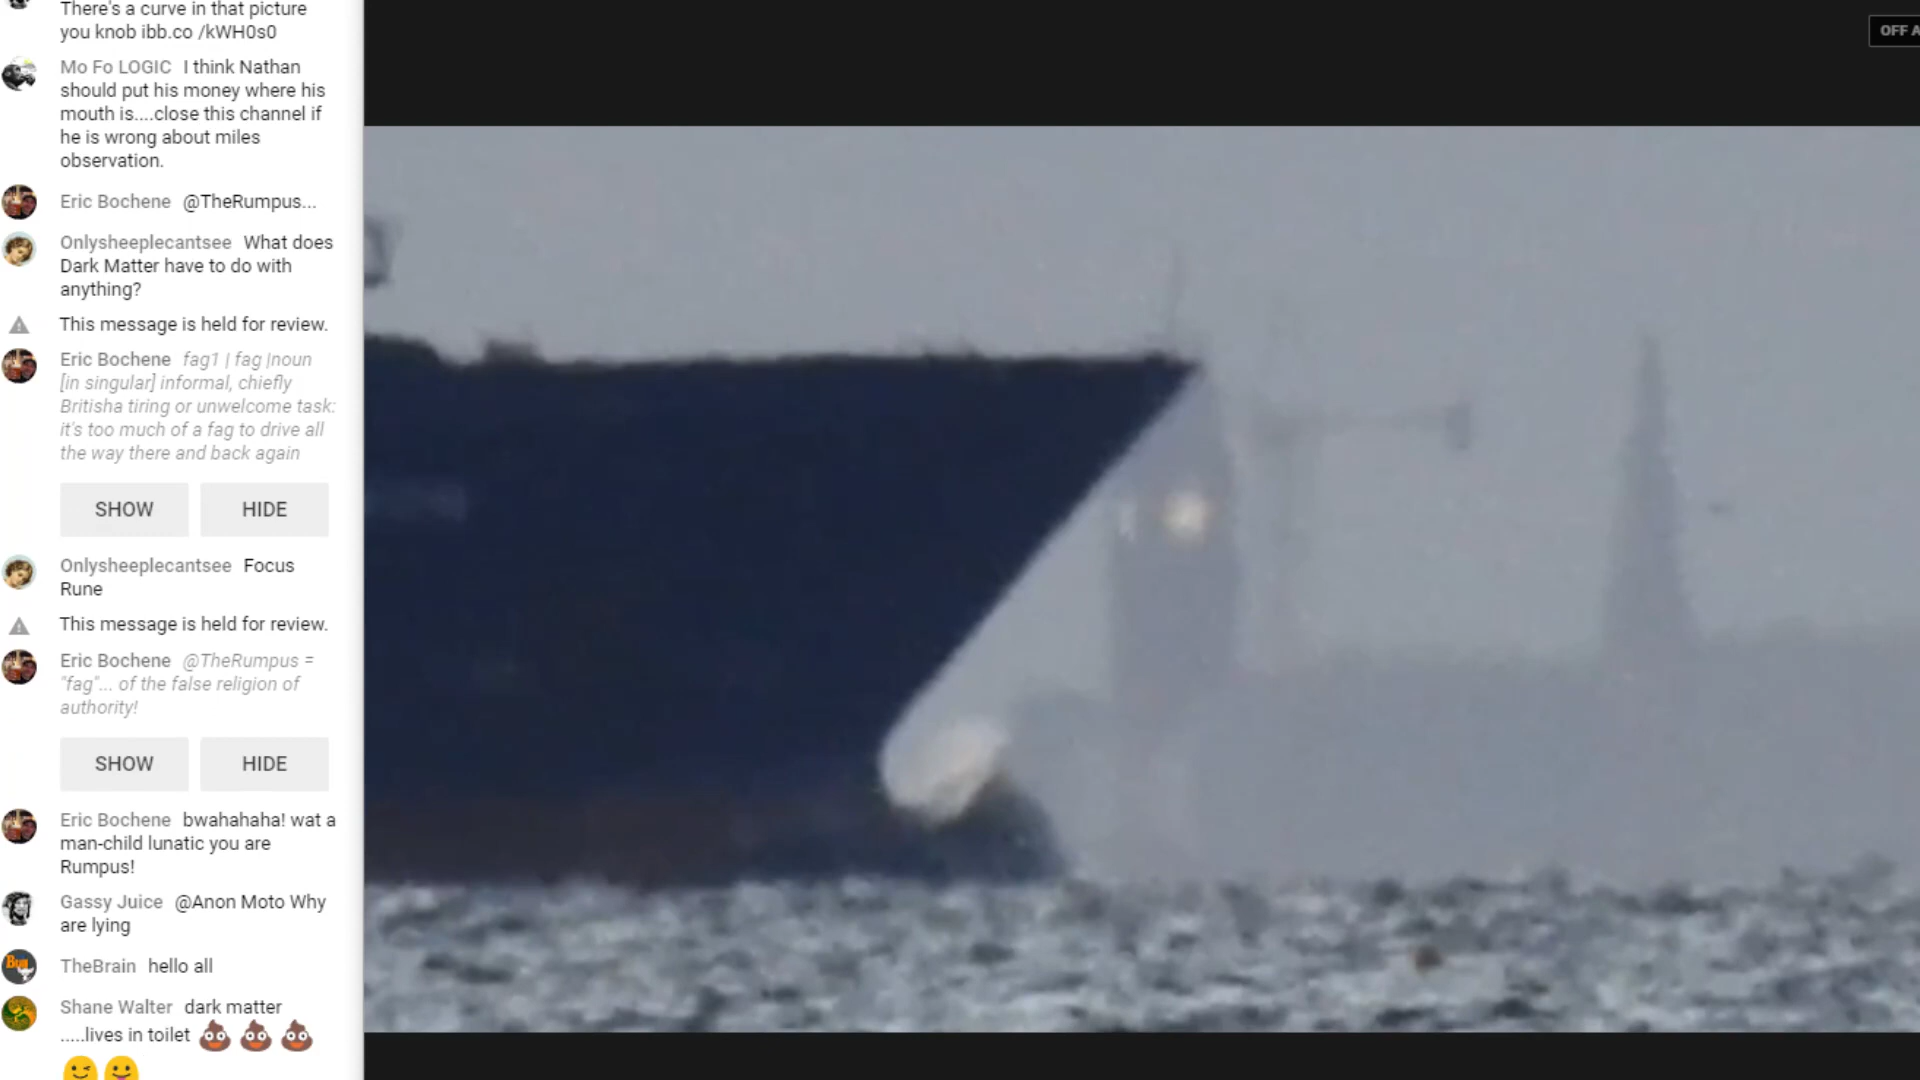 There's a curve in that picture
you knob ibb.co /kWH0s0
Mo Fo LOGIC I think Nathan
should put his money where his
mouth is....close this channel if
he is wrong about miles
observation.
Eric Bochene @TheRumpus...
Onlysheeplecantsee What does
Dark Matter have to do with
anything?
This message is held for review.
Eric Bochene fag1 | fag |noun
[in singular] informal, chiefly
Britisha tiring or unwelcome task:
it's too much of a fag to drive all
the way there and back again
SHOW HIDE
Onlysheeplecantsee Focus
Rune
This message is held for review.
Eric Bochene @TheRumpus =
"fag"... of the false religion of
authority!
SHOW HIDE
Eric Bochene bwahahaha! wat a
man-child lunatic you are
Rumpus!
Gassy Juice @Anon Moto Why
are lying
TheBrain hello all
Shane Walter dark matter
.....lives in toilet 💩 💩 💩
😉 😛
OFF A